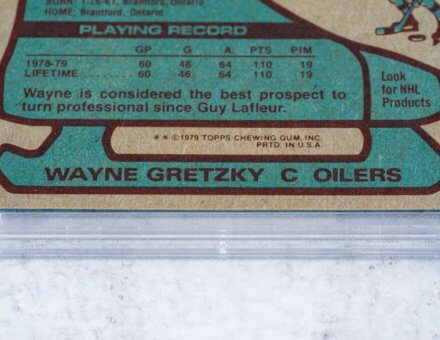 BORN: 1-26-61, Brantford, Ontario
HOME: Brantford, Ontario
PLAYING RECORD
GP G A PTS PIM
1978-79 60 46 64 110 19
LIFETIME ........ 60 46 64 110 19
Wayne is considered the best prospect to
turn professional since Guy Lafleur.
Look
for NHL
Products
** ©1979 TOPPS CHEWING GUM, INC.
PRTD. IN U.S.A.
WAYNE GRETZKY C OILERS